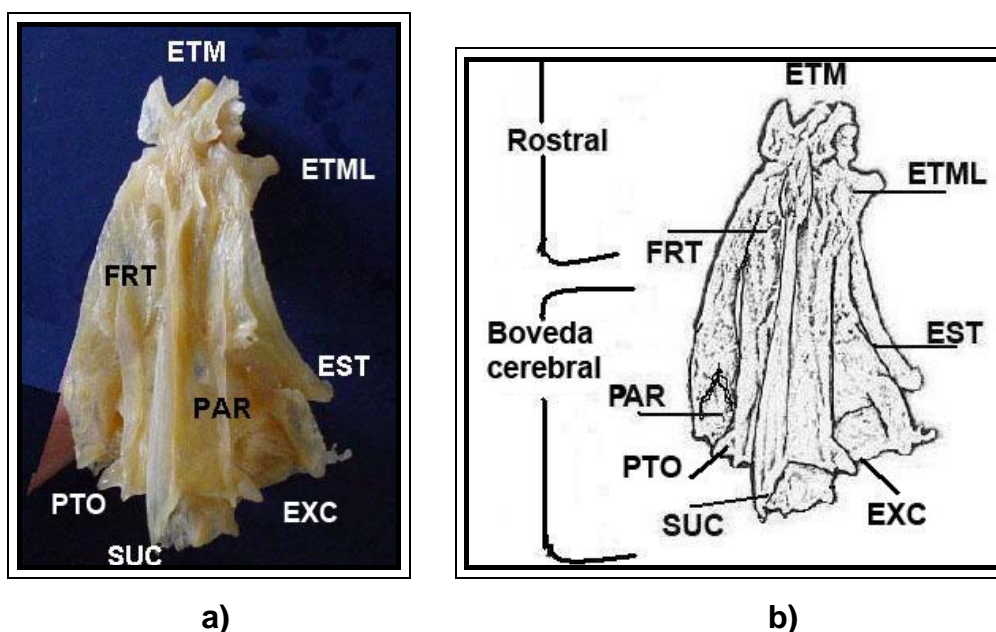 ETM
ETML
FRT
EST
PAR
PTO
EXC
SUC
a)
ETM
Rostral
ETML
FRT
EST
Boveda
cerebral
PAR
PTO
EXC
SUC
b)